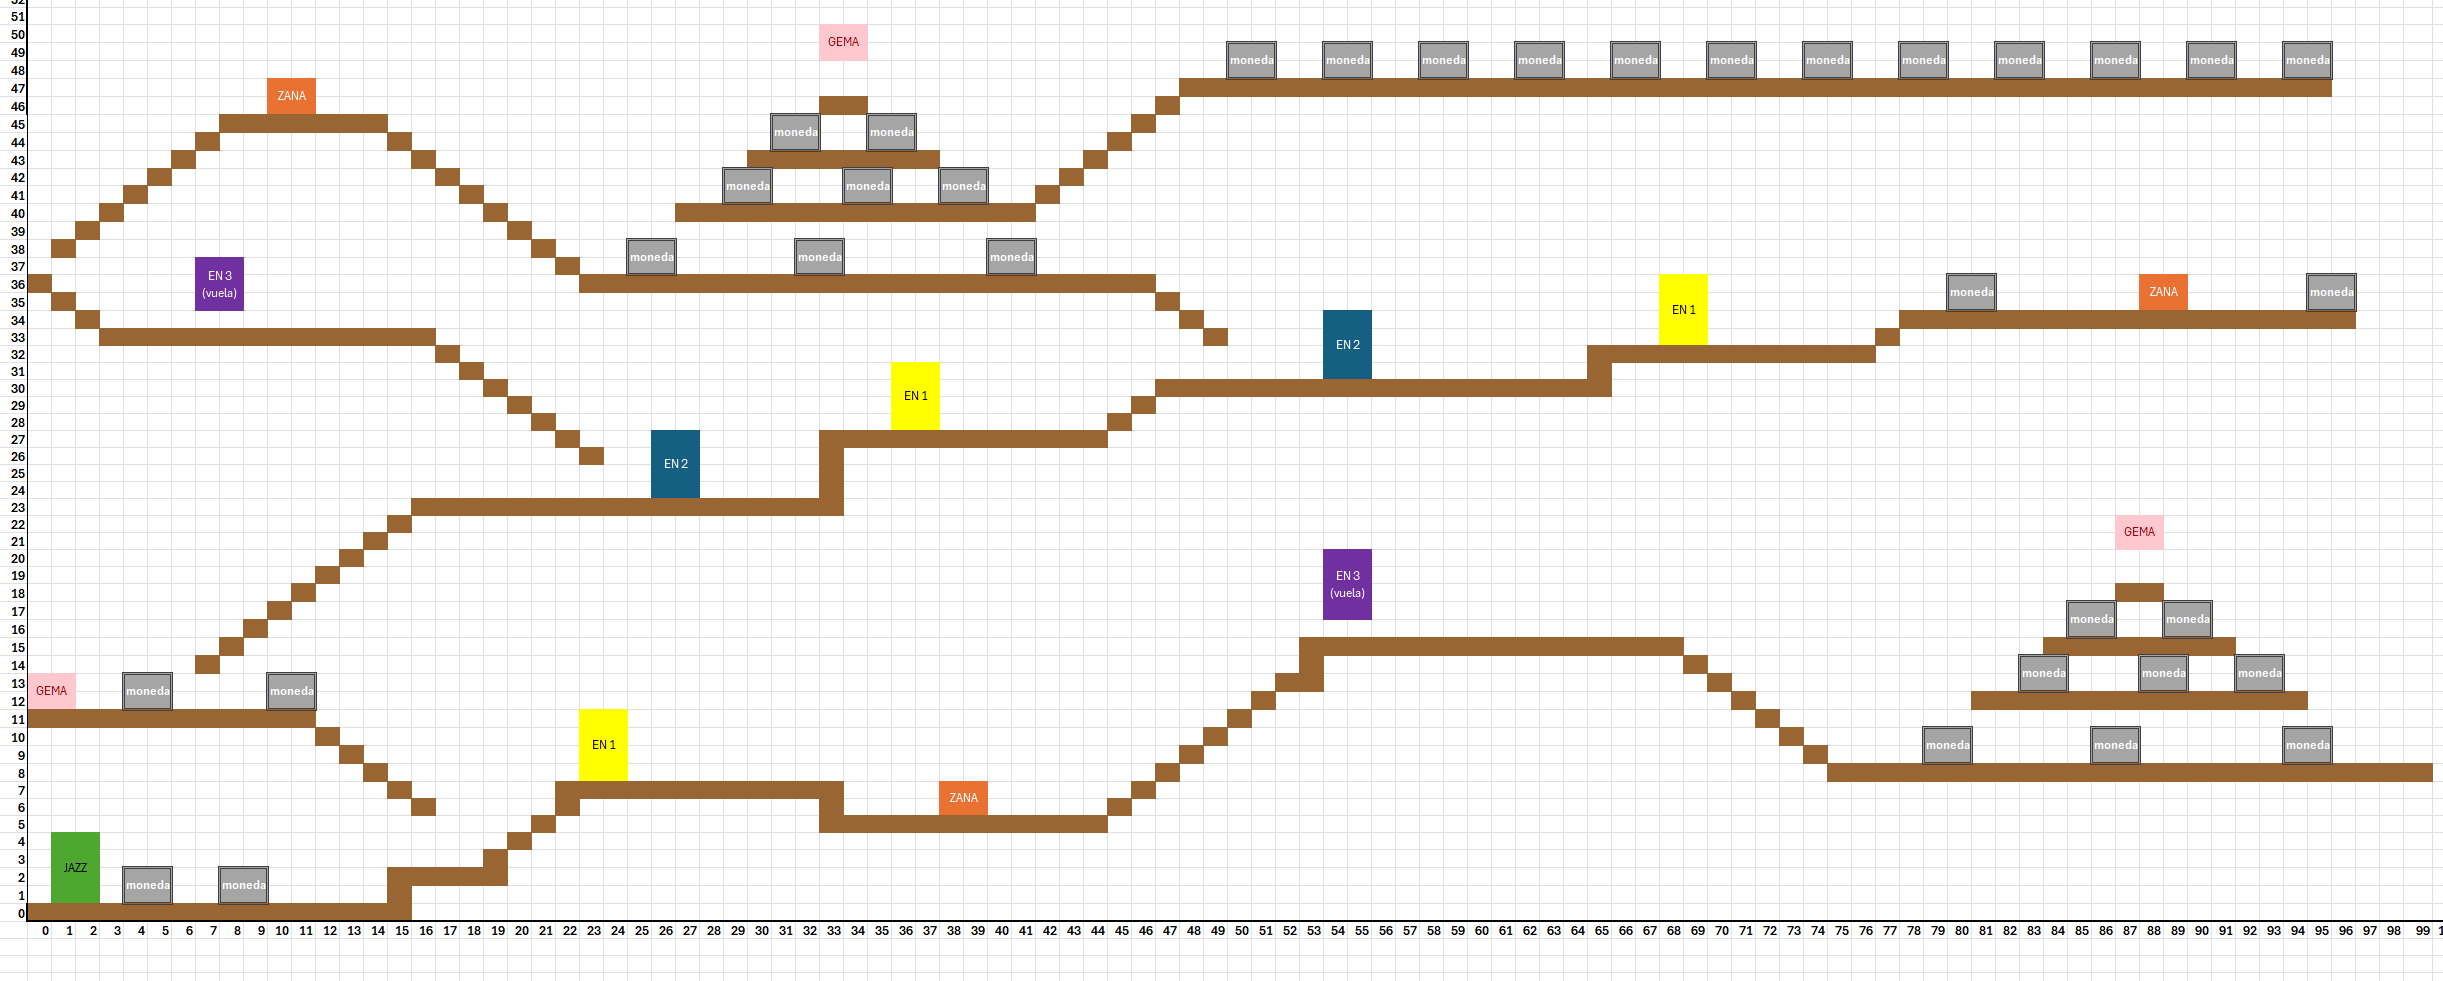 52
51
50
GEMA
49
moneda moneda moneda moneda moneda moneda moneda moneda moneda moneda moneda moneda
48
47
ZANA
46
45
moneda moneda
44
43
42
moneda moneda moneda
41
40
39
38
moneda moneda moneda
37
EN 3
(vuela)
36
moneda ZANA moneda
35
EN 1
34
33
EN 2
32
31
30
EN 1
29
28
27
26
EN 2
25
24
23
22
21
GEMA
20
19
EN 3
(vuela)
18
17
16
moneda moneda
15
14
13
GEMA moneda moneda
moneda moneda moneda
12
11
10
EN 1
9
moneda moneda moneda
8
7
6
ZANA
5
4
3
JAZZ
2
moneda moneda
1
0
0 1 2 3 4 5 6 7 8 9 10 11 12 13 14 15 16 17 18 19 20 21 22 23 24 25 26 27 28 29 30 31 32 33 34 35 36 37 38 39 40 41 42 43 44 45 46 47 48 49 50 51 52 53 54 55 56 57 58 59 60 61 62 63 64 65 66 67 68 69 70 71 72 73 74 75 76 77 78 79 80 81 82 83 84 85 86 87 88 89 90 91 92 93 94 95 96 97 98 99 1